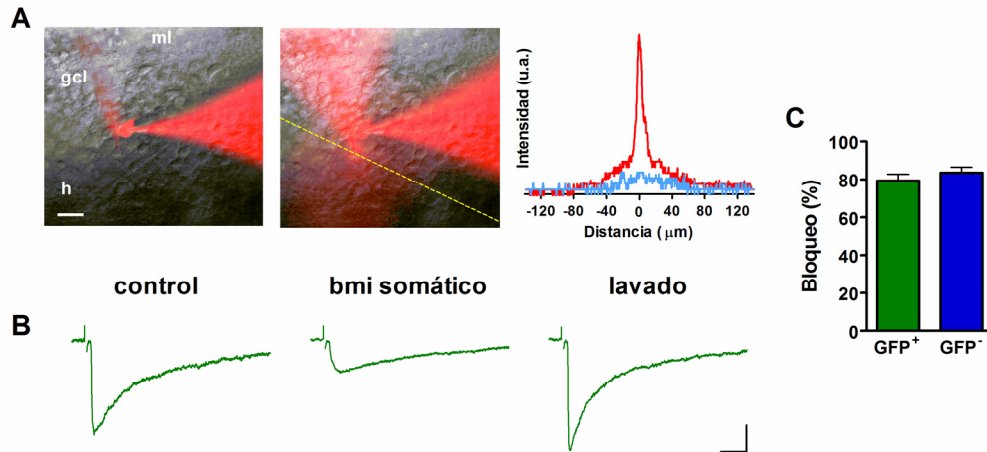 A
ml
gcl
h
Intensidad (u.a.)
-120 -80 -40 0 40 80 120
Distancia ( μm)
C
Bloqueo (%)
100
80
60
40
20
0
GFP⁺ GFP⁻
control bmi somático lavado
B